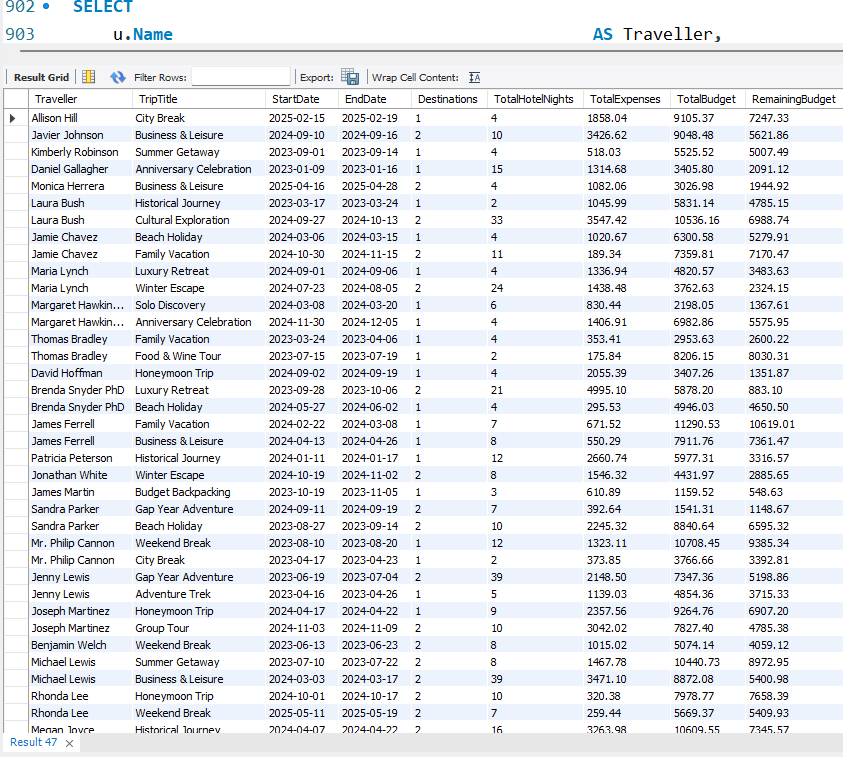 902 SELECT
903 u.Name AS Traveller,
Result Grid Filter Rows: Export: Wrap Cell Content: IA
Traveller TripTitle StartDate EndDate Destinations TotalHotelNights TotalExpenses TotalBudget RemainingBudget
Allison Hill City Break 2025-02-15 2025-02-19 1 4 1858.04 9105.37 7247.33
Javier Johnson Business & Leisure 2024-09-10 2024-09-16 2 10 3426.62 9048.48 5621.86
Kimberly Robinson Summer Getaway 2023-09-01 2023-09-14 1 4 518.03 5525.52 5007.49
Daniel Gallagher Anniversary Celebration 2023-01-09 2023-01-16 1 15 1314.68 3405.80 2091.12
Monica Herrera Business & Leisure 2025-04-16 2025-04-28 2 4 1082.06 3026.98 1944.92
Laura Bush Historical Journey 2023-03-17 2023-03-24 1 2 1045.99 5831.14 4785.15
Laura Bush Cultural Exploration 2024-09-27 2024-10-13 2 33 3547.42 10536.16 6988.74
Jamie Chavez Beach Holiday 2024-03-06 2024-03-15 1 4 1020.67 6300.58 5279.91
Jamie Chavez Family Vacation 2024-10-30 2024-11-15 2 11 189.34 7359.81 7170.47
Maria Lynch Luxury Retreat 2024-09-01 2024-09-06 1 4 1336.94 4820.57 3483.63
Maria Lynch Winter Escape 2024-07-23 2024-08-05 2 24 1438.48 3762.63 2324.15
Margaret Hawkin... Solo Discovery 2024-03-08 2024-03-20 1 6 830.44 2198.05 1367.61
Margaret Hawkin... Anniversary Celebration 2024-11-30 2024-12-05 1 4 1406.91 6982.86 5575.95
Thomas Bradley Family Vacation 2023-03-24 2023-04-06 1 4 353.41 2953.63 2600.22
Thomas Bradley Food & Wine Tour 2023-07-15 2023-07-19 1 2 175.84 8206.15 8030.31
David Hoffman Honeymoon Trip 2024-09-02 2024-09-19 1 4 2055.39 3407.26 1351.87
Brenda Snyder PhD Luxury Retreat 2023-09-28 2023-10-06 2 21 4995.10 5878.20 883.10
Brenda Snyder PhD Beach Holiday 2024-05-27 2024-06-02 1 4 295.53 4946.03 4650.50
James Ferrell Family Vacation 2024-02-22 2024-03-08 1 7 671.52 11290.53 10619.01
James Ferrell Business & Leisure 2024-04-13 2024-04-26 1 8 550.29 7911.76 7361.47
Patricia Peterson Historical Journey 2024-01-11 2024-01-17 1 12 2660.74 5977.31 3316.57
Jonathan White Winter Escape 2024-10-19 2024-11-02 2 8 1546.32 4431.97 2885.65
James Martin Budget Backpacking 2023-10-19 2023-11-05 1 3 610.89 1159.52 548.63
Sandra Parker Gap Year Adventure 2024-09-11 2024-09-19 2 7 392.64 1541.31 1148.67
Sandra Parker Beach Holiday 2023-08-27 2023-09-14 2 10 2245.32 8840.64 6595.32
Mr. Philip Cannon Weekend Break 2023-08-10 2023-08-20 1 12 1323.11 10708.45 9385.34
Mr. Philip Cannon City Break 2023-04-17 2023-04-23 1 2 373.85 3766.66 3392.81
Jenny Lewis Gap Year Adventure 2023-06-19 2023-07-04 2 39 2148.50 7347.36 5198.86
Jenny Lewis Adventure Trek 2023-04-16 2023-04-26 1 5 1139.03 4854.36 3715.33
Joseph Martinez Honeymoon Trip 2024-04-17 2024-04-22 1 9 2357.56 9264.76 6907.20
Joseph Martinez Group Tour 2024-11-03 2024-11-09 2 10 3042.02 7827.40 4785.38
Benjamin Welch Weekend Break 2023-06-13 2023-06-23 2 8 1015.02 5074.14 4059.12
Michael Lewis Summer Getaway 2023-07-10 2023-07-22 2 8 1467.78 10440.73 8972.95
Michael Lewis Business & Leisure 2024-03-03 2024-03-17 2 39 3471.10 8872.08 5400.98
Rhonda Lee Honeymoon Trip 2024-10-01 2024-10-17 2 10 320.38 7978.77 7658.39
Rhonda Lee Weekend Break 2025-05-11 2025-05-19 2 7 259.44 5669.37 5409.93
Megan Joyce Historical Journey 2024-04-07 2024-04-22 2 16 3263.98 10609.55 7345.57
Result 47